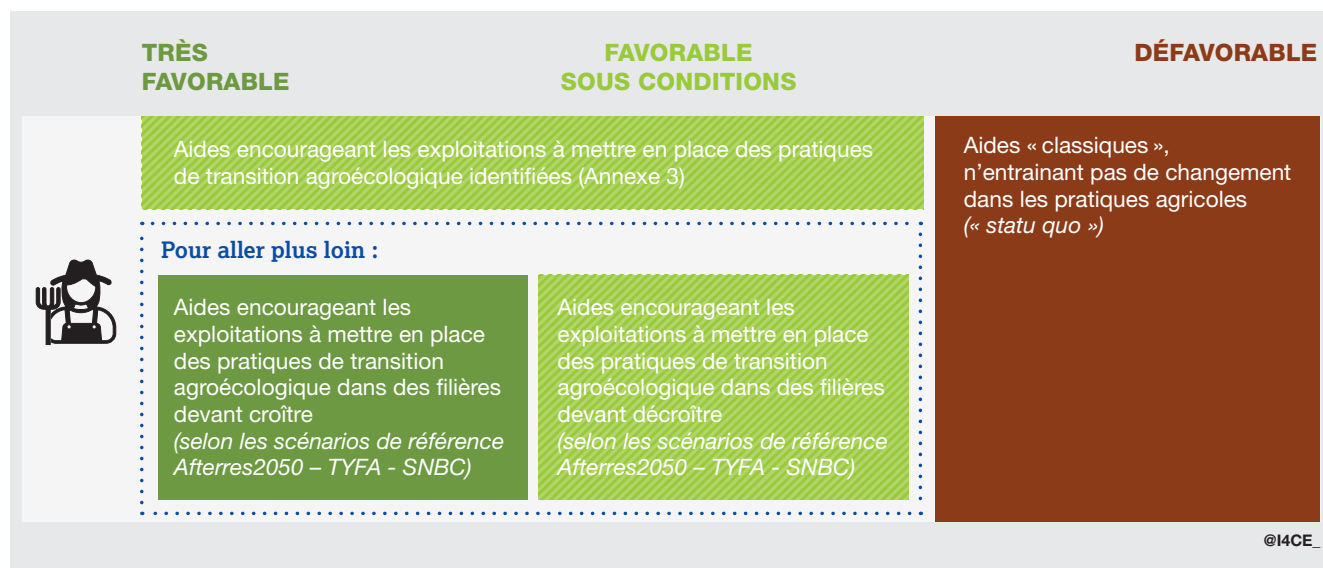 TRÈS
FAVORABLE
FAVORABLE
SOUS CONDITIONS
DÉFAVORABLE
Aides encourageant les exploitations à mettre en place des pratiques
de transition agroécologique identifiées (Annexe 3)
Aides « classiques »,
n’entrainant pas de changement
dans les pratiques agricoles
(« statu quo »)
Pour aller plus loin :
Aides encourageant les
exploitations à mettre en place
des pratiques de transition
agroécologique dans des filières
devant croître
(selon les scénarios de référence
Afterres2050 – TYFA - SNBC)
Aides encourageant les
exploitations à mettre en place
des pratiques de transition
agroécologique dans des filières
devant décroître
(selon les scénarios de référence
Afterres2050 – TYFA - SNBC)
@I4CE_